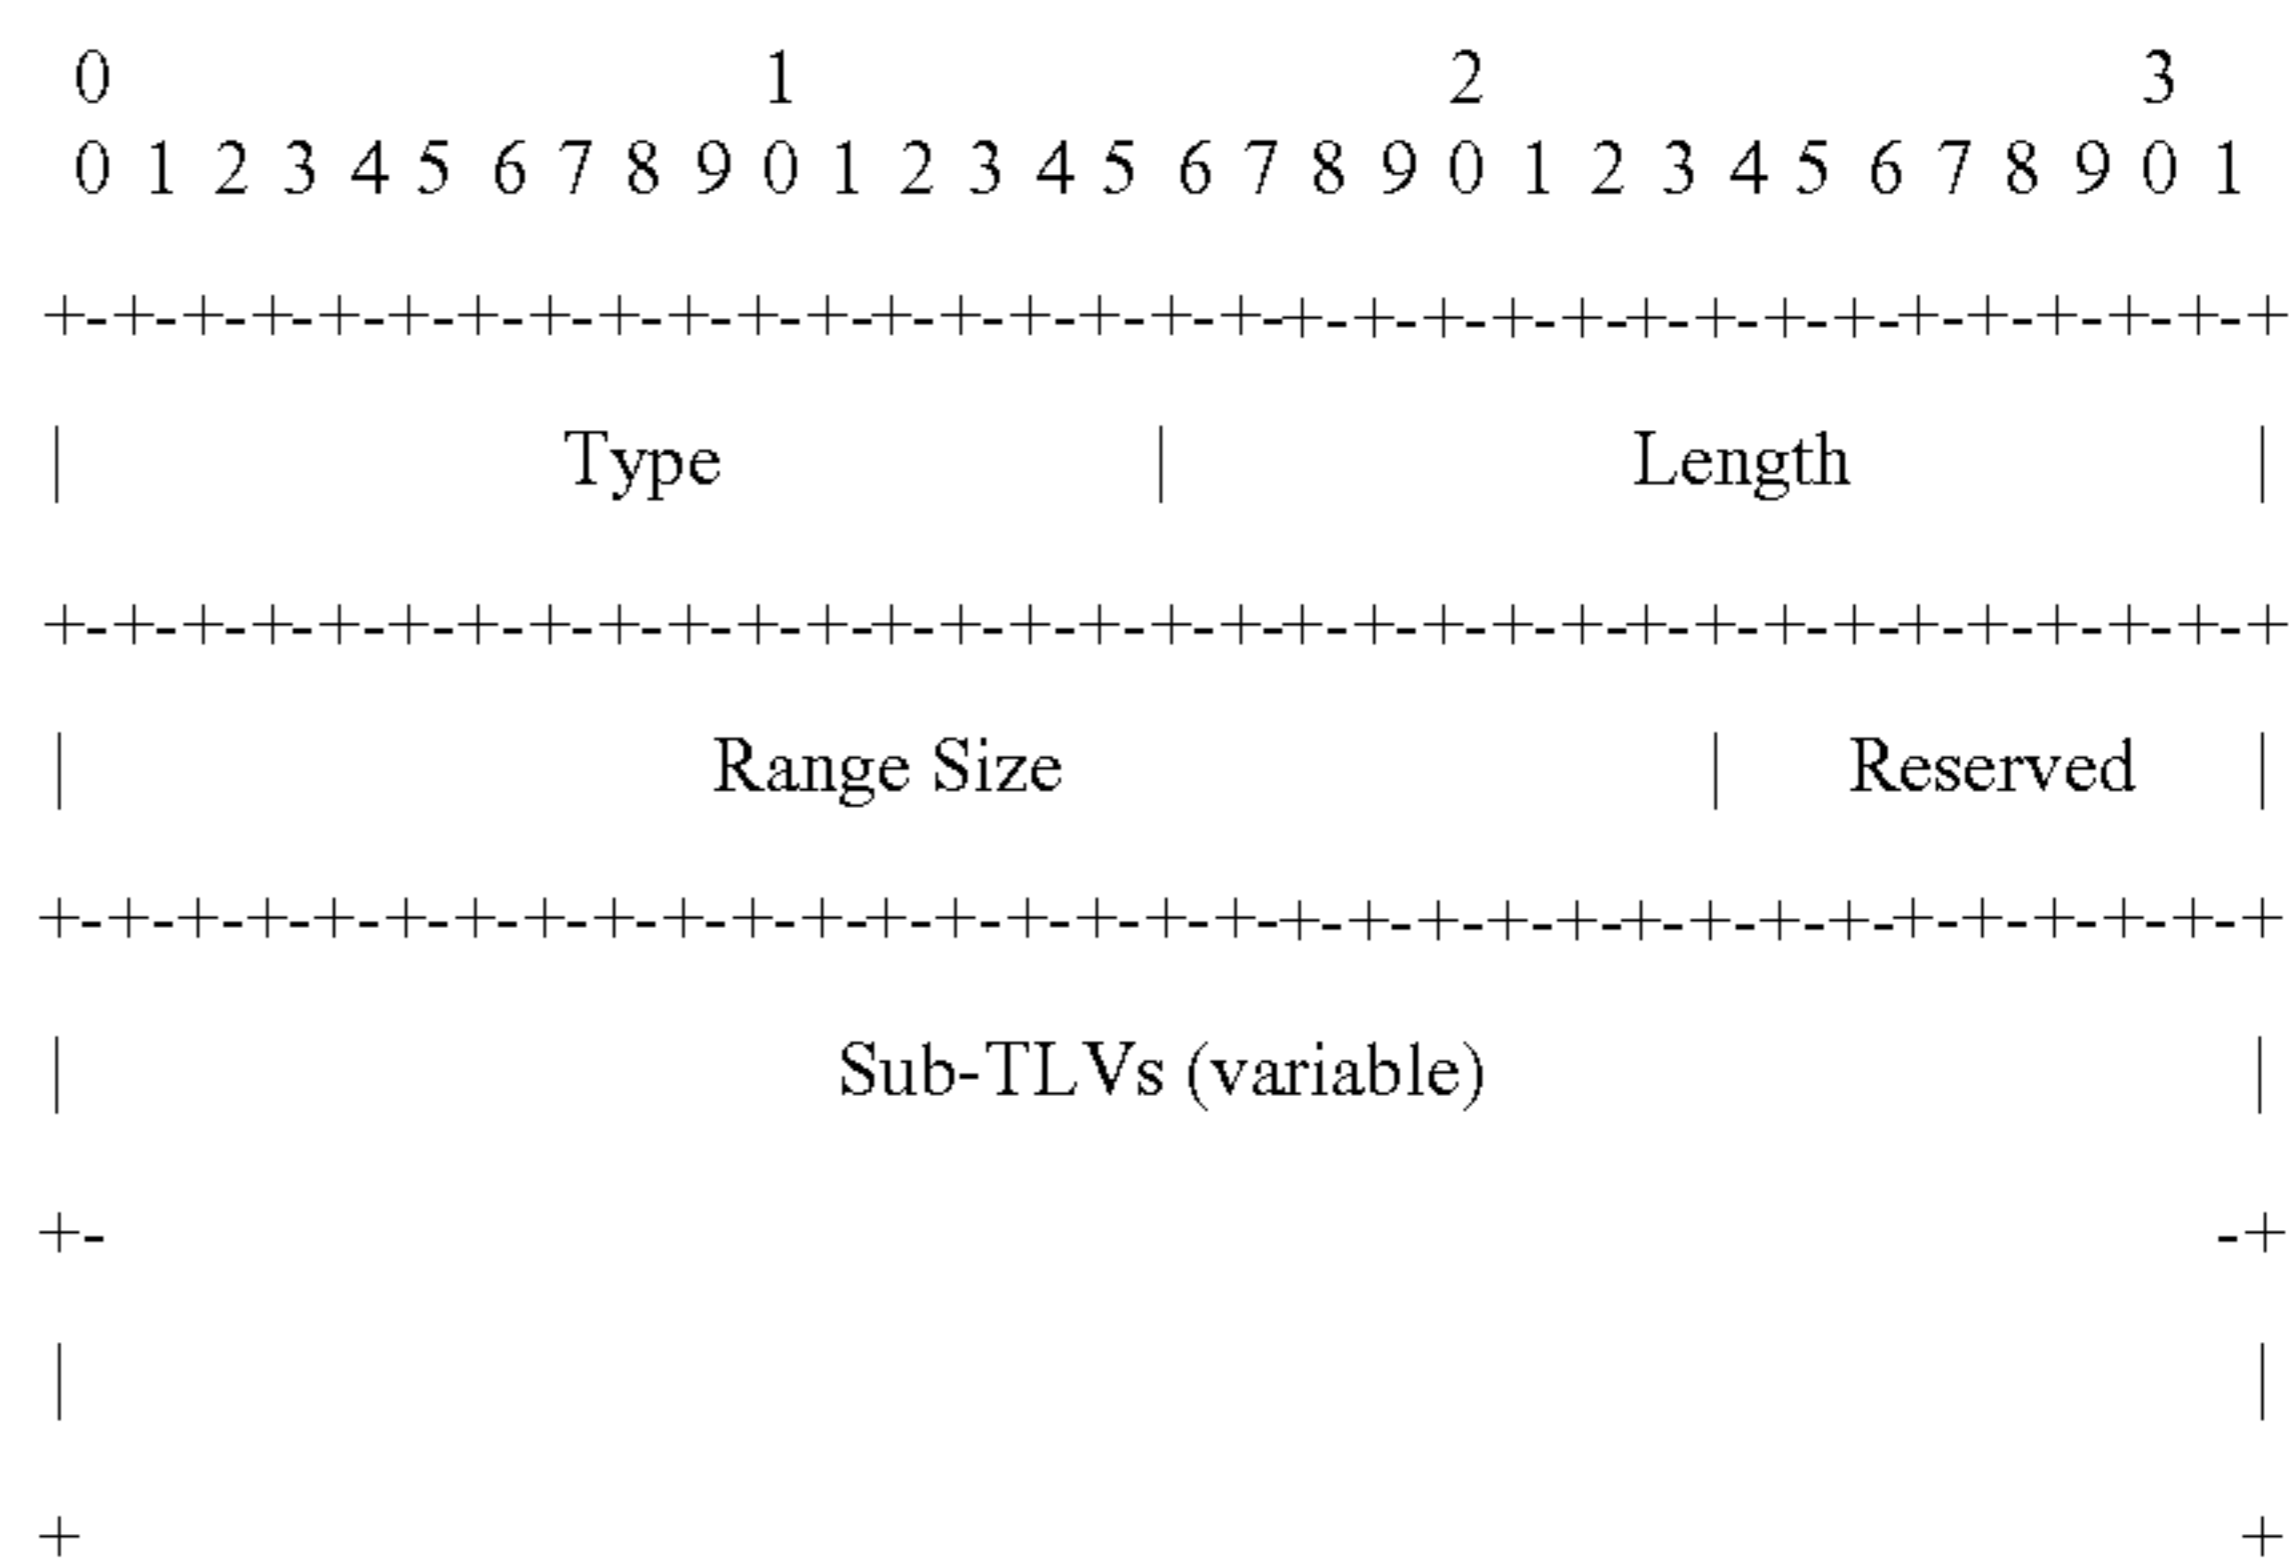 0 1 2 3
0 1 2 3 4 5 6 7 8 9 0 1 2 3 4 5 6 7 8 9 0 1 2 3 4 5 6 7 8 9 0 1
+-+-+-+-+-+-+-+-+-+-+-+-+-+-+-+-+-+-+-+-+-+-+-+-+-+-+-+-+-+-+-+-+
| Type | Length |
+-+-+-+-+-+-+-+-+-+-+-+-+-+-+-+-+-+-+-+-+-+-+-+-+-+-+-+-+-+-+-+-+
| Range Size | Reserved |
+-+-+-+-+-+-+-+-+-+-+-+-+-+-+-+-+-+-+-+-+-+-+-+-+-+-+-+-+-+-+-+-+
| Sub-TLVs (variable) |
+- -+
| |
+ +